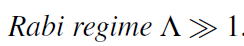 Rabi regime Λ ≫ 1.